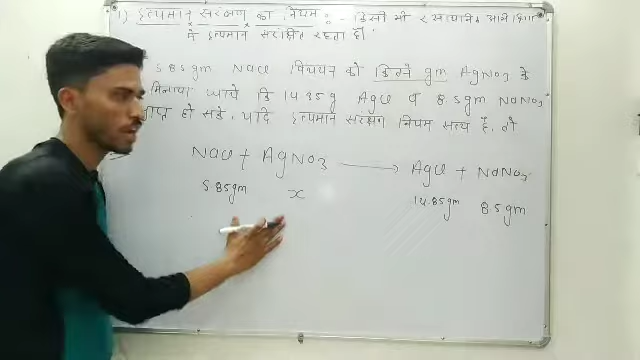 1) द्रव्यमान संरक्षण का नियम :- किसी भी रसायनिक अभिक्रिया
में द्रव्यमान संरक्षित रहता है।
5.85gm NaCl विलयन को कितने gm AgNO3 के
मिलाया जाये कि 14.35g AgCl व 8.5gm NaNO3
प्राप्त हो सके, यदि द्रव्यमान संरक्षण नियम सत्य है, तो
NaCl + AgNO3 → AgCl + NaNO3
5.85gm x 14.35gm 8.5gm